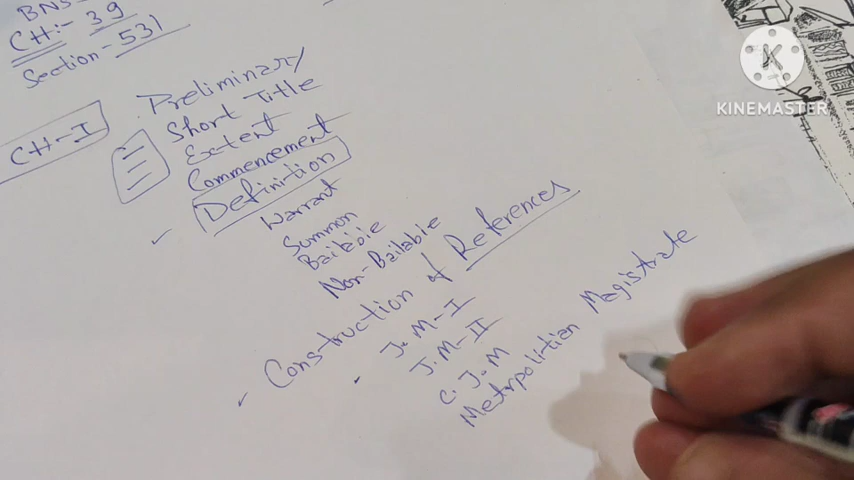 BNS
CH:- 39
Section - 531
CH-I
Preliminary
Short Title
Extent
Commencement
Definition
Warrant
Summon
Bailable
Non-Bailable
Construction of References
J.M-I
J.M-II
C.J.M
Metrpolitian Magistrate
KINEMASTER